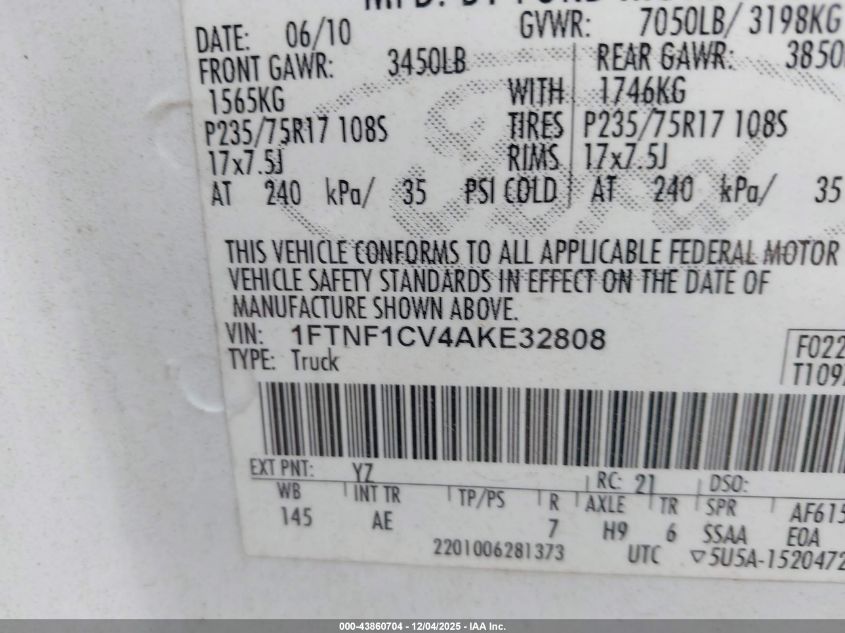 DATE: 06/10 GVWR: 7050LB/ 3198KG
FRONT GAWR: 3450LB REAR GAWR: 3850
1565KG WITH 1746KG
P235/75R17 108S TIRES P235/75R17 108S
17x7.5J RIMS 17x7.5J
AT 240 kPa/ 35 PSI COLD AT 240 kPa/ 35
THIS VEHICLE CONFORMS TO ALL APPLICABLE FEDERAL MOTOR
VEHICLE SAFETY STANDARDS IN EFFECT ON THE DATE OF
MANUFACTURE SHOWN ABOVE.
VIN: 1FTNF1CV4AKE32808
TYPE: Truck
F022
T109
EXT PNT: YZ RC: 21 DSO:
WB INT TR TP/PS R AXLE TR SPR AF615
145 AE 7 H9 6 SSAA E0A
2201006281373 UTC ▽5U5A-1520472
000-43860704 - 12/04/2025 - IAA Inc.